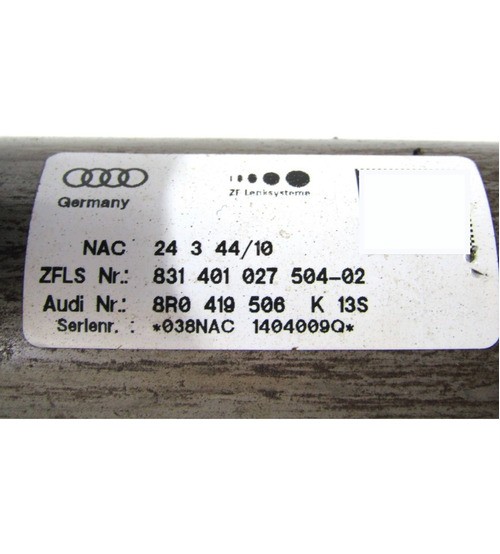 Germany
ZF Lenksysteme
NAC 24 3 44/10
ZFLS Nr.: 831 401 027 504-02
Audi Nr.: 8R0 419 506 K 13S
Serienr. : *038NAC 1404009Q*